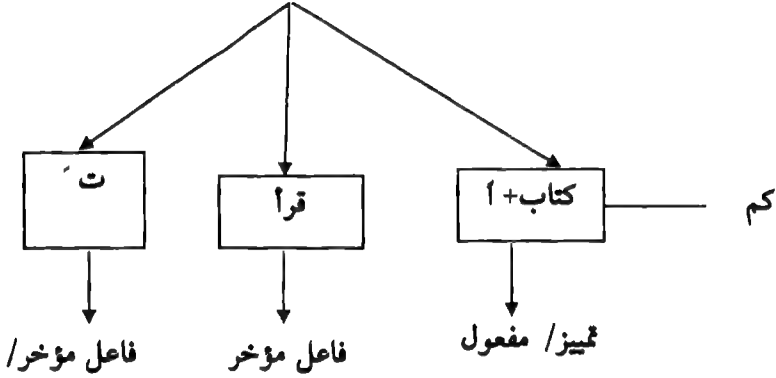 كم
كتاب+ أ
قرأ
تَ
تمييز/ مفعول
فاعل مؤخر
فاعل مؤخر/